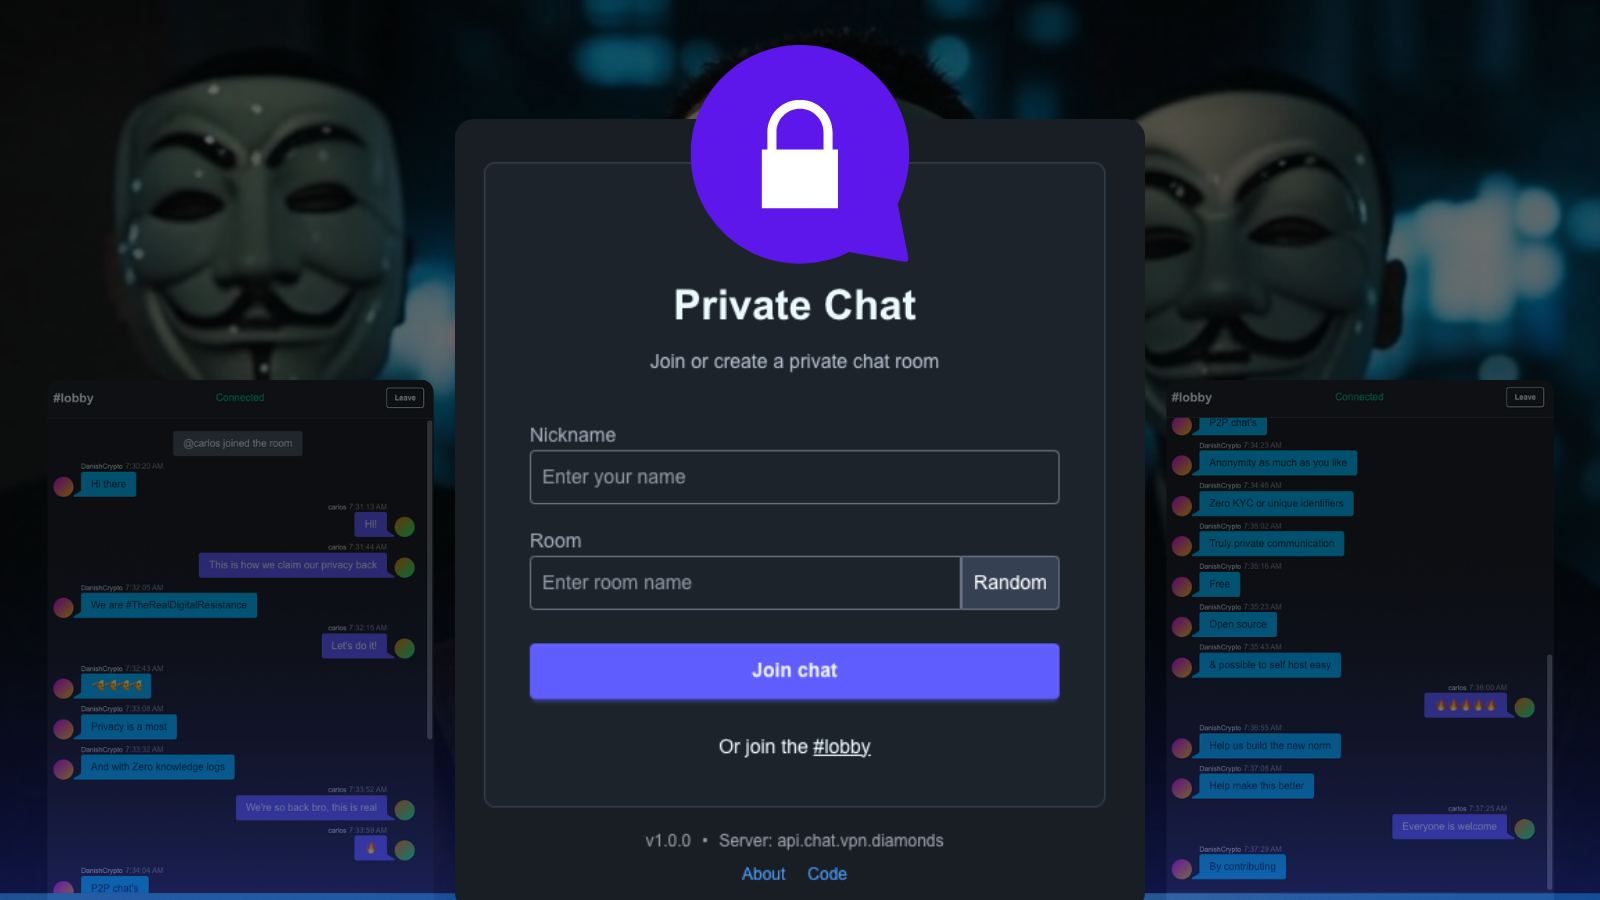 Private Chat
Join or create a private chat room
Nickname
Enter your name
Room
Enter room name
Random
Join chat
Or join the #lobby
v1.0.0 • Server: api.chat.vpn.diamonds
About Code
#lobby
Connected
Leave
@carlos joined the room
DanishCrypto 7:30:20 AM
Hi there
carlos 7:31:13 AM
Hi!
carlos 7:31:44 AM
This is how we claim our privacy back
DanishCrypto 7:32:05 AM
We are #TheRealDigitalResistance
carlos 7:32:15 AM
Let's do it!
DanishCrypto 7:32:43 AM
DanishCrypto 7:33:08 AM
Privacy is a most
DanishCrypto 7:33:32 AM
And with Zero knowledge logs
carlos 7:33:52 AM
We're so back bro, this is real
carlos 7:33:59 AM
DanishCrypto 7:34:04 AM
P2P chat's
#lobby
Connected
Leave
P2P chat's
DanishCrypto 7:34:23 AM
Anonymity as much as you like
DanishCrypto 7:34:46 AM
Zero KYC or unique identifiers
DanishCrypto 7:35:02 AM
Truly private communication
DanishCrypto 7:35:16 AM
Free
DanishCrypto 7:35:23 AM
Open source
DanishCrypto 7:35:43 AM
& possible to self host easy
carlos 7:36:00 AM
DanishCrypto 7:36:55 AM
Help us build the new norm
DanishCrypto 7:37:08 AM
Help make this better
carlos 7:37:25 AM
Everyone is welcome
DanishCrypto 7:37:29 AM
By contributing